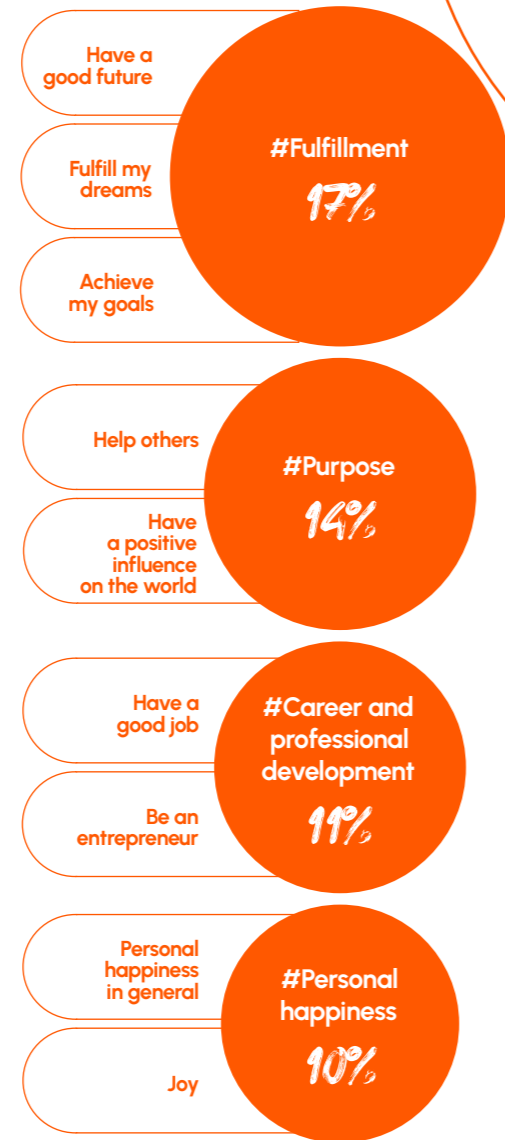 Have a
good future
Fulfill my
dreams
Achieve
my goals
#Fulfillment
17%
Help others
Have
a positive
influence
on the world
#Purpose
14%
Have a
good job
Be an
entrepreneur
#Career and
professional
development
11%
Personal
happiness
in general
Joy
#Personal
happiness
10%